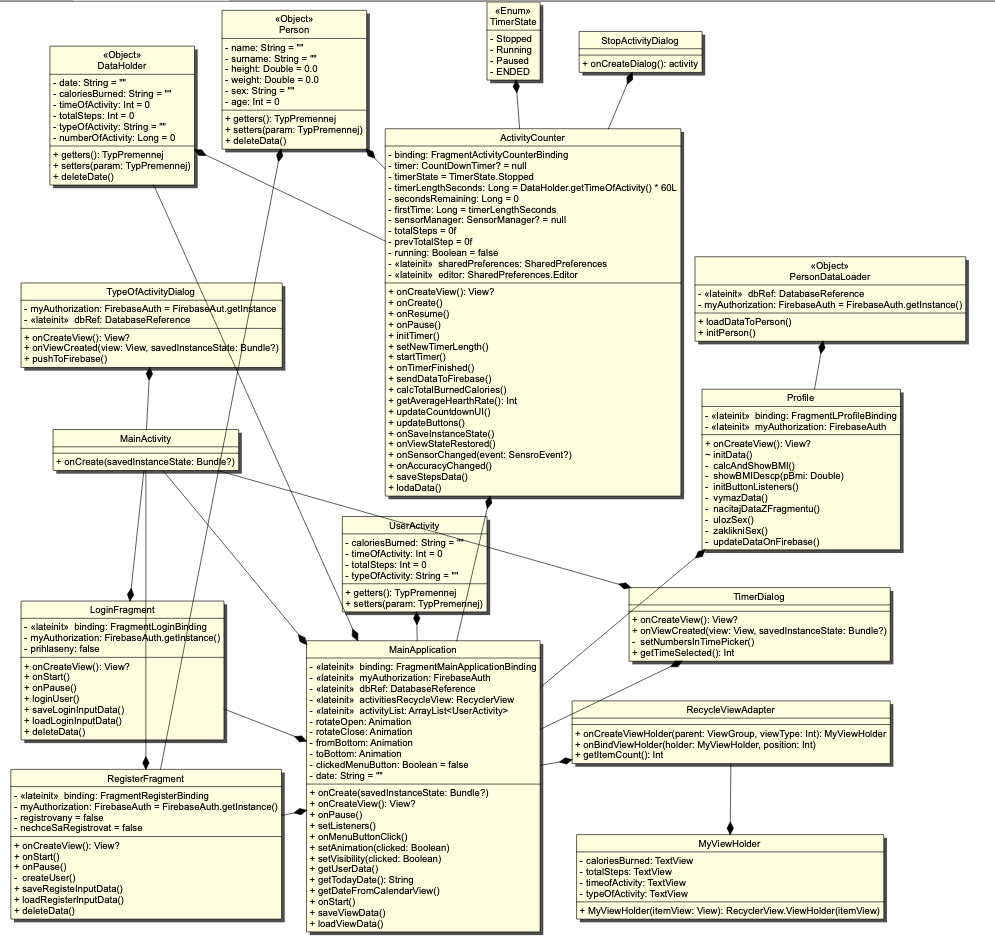 «Object»
DataHolder
- date: String = ""
- caloriesBurned: String = ""
- timeOfActivity: Int = 0
- totalSteps: Int = 0
- typeOfActivity: String = ""
- numberOfActivity: Long = 0
+ getters(): TypPremennej
+ setters(param: TypPremennej)
+ deleteDate()
«Object»
Person
- name: String = ""
- surname: String = ""
- height: Double = 0.0
- weight: Double = 0.0
- sex: String = ""
- age: Int = 0
+ getters(): TypPremennej
+ setters(param: TypPremennej)
+ deleteData()
«Enum»
TimerState
- Stopped
- Running
- Paused
- ENDED
StopActivityDialog
+ onCreateDialog(): activity
ActivityCounter
- binding: FragmentActivityCounterBinding
- timer: CountDownTimer? = null
- timerState = TimerState.Stopped
- timerLengthSeconds: Long = DataHolder.getTimeOfActivity() * 60L
- secondsRemaining: Long = 0
- firstTime: Long = timerLengthSeconds
- sensorManager: SensorManager? = null
- totalSteps = 0f
- prevTotalStep = 0f
- running: Boolean = false
- «lateinit» sharedPreferences: SharedPreferences
- «lateinit» editor: SharedPreferences.Editor
+ onCreateView(): View?
+ onCreate()
+ onResume()
+ onPause()
+ initTimer()
+ setNewTimerLength()
+ startTimer()
+ onTimerFinished()
+ sendDataToFirebase()
+ calcTotalBurnedCalories()
+ getAverageHearthRate(): Int
+ updateCountdownUI()
+ updateButtons()
+ onSaveInstanceState()
+ onViewStateRestored()
+ onSensorChanged(event: SensroEvent?)
+ onAccuracyChanged()
+ saveStepsData()
+ lodaData()
«Object»
PersonDataLoader
- «lateinit» dbRef: DatabaseReference
- myAuthorization: FirebaseAuth = FirebaseAuth.getInstance()
+ loadDataToPerson()
+ initPerson()
TypeOfActivityDialog
- myAuthorization: FirebaseAuth = FirebaseAut.getInstance
- «lateinit» dbRef: DatabaseReference
+ onCreateView(): View?
+ onViewCreated(view: View, savedInstanceState: Bundle?)
+ pushToFirebase()
Profile
- «lateinit» binding: FragmentLProfileBinding
- «lateinit» myAuthorization: FirebaseAuth
+ onCreateView(): View?
~ initData()
- calcAndShowBMI()
- showBMIDescp(pBmi: Double)
- initButtonListeners()
- vymazData()
- nacitajDataZFragmentu()
- ulozSex()
- zaklikniSex()
- updateDataOnFirebase()
MainActivity
+ onCreate(savedInstanceState: Bundle?)
UserActivity
- caloriesBurned: String = ""
- timeOfActivity: Int = 0
- totalSteps: Int = 0
- typeOfActivity: String = ""
+ getters(): TypPremennej
+ setters(param: TypPremennej)
TimerDialog
+ onCreateView(): View?
+ onViewCreated(view: View, savedInstanceState: Bundle?)
- setNumbersInTimePicker()
+ getTimeSelected(): Int
LoginFragment
- «lateinit» binding: FragmentLoginBinding
- myAuthorization: FirebaseAuth.getInstance()
- prihlaseny: false
+ onCreateView(): View?
+ onStart()
+ onPause()
+ loginUser()
+ saveLoginInputData()
+ loadLoginInputData()
+ deleteData()
MainApplication
- «lateinit» binding: FragmentMainApplicationBinding
- «lateinit» myAuthorization: FirebaseAuth
- «lateinit» dbRef: DatabaseReference
- «lateinit» activitiesRecycleView: RecyclerView
- «lateinit» activityList: ArrayList<UserActivity>
- rotateOpen: Animation
- rotateClose: Animation
- fromBottom: Animation
- toBottom: Animation
- clickedMenuButton: Boolean = false
- date: String = ""
+ onCreate(savedInstanceState: Bundle?)
+ onCreateView(): View?
+ onPause()
+ setListeners()
+ onMenuButtonClick()
+ setAnimation(clicked: Boolean)
+ setVisibility(clicked: Boolean)
+ getUserData()
+ getTodayDate(): String
+ getDateFromCalendarView()
+ onStart()
+ saveViewData()
+ loadViewData()
RecycleViewAdapter
+ onCreateViewHolder(parent: ViewGroup, viewType: Int): MyViewHolder
+ onBindViewHolder(holder: MyViewHolder, position: Int)
+ getItemCount(): Int
RegisterFragment
- «lateinit» binding: FragmentRegisterBinding
- myAuthorization: FirebaseAuth = FirebaseAuth.getInstance()
- registrovany = false
- nechceSaRegistrovat = false
+ onCreateView(): View?
+ onStart()
+ onPause()
- createUser()
+ saveRegisteInputData()
+ loadRegisterInputData()
+ deleteData()
MyViewHolder
- caloriesBurned: TextView
- totalSteps: TextView
- timeofActivity: TextView
- typeOfActivity: TextView
+ MyViewHolder(itemView: View): RecyclerView.ViewHolder(itemView)